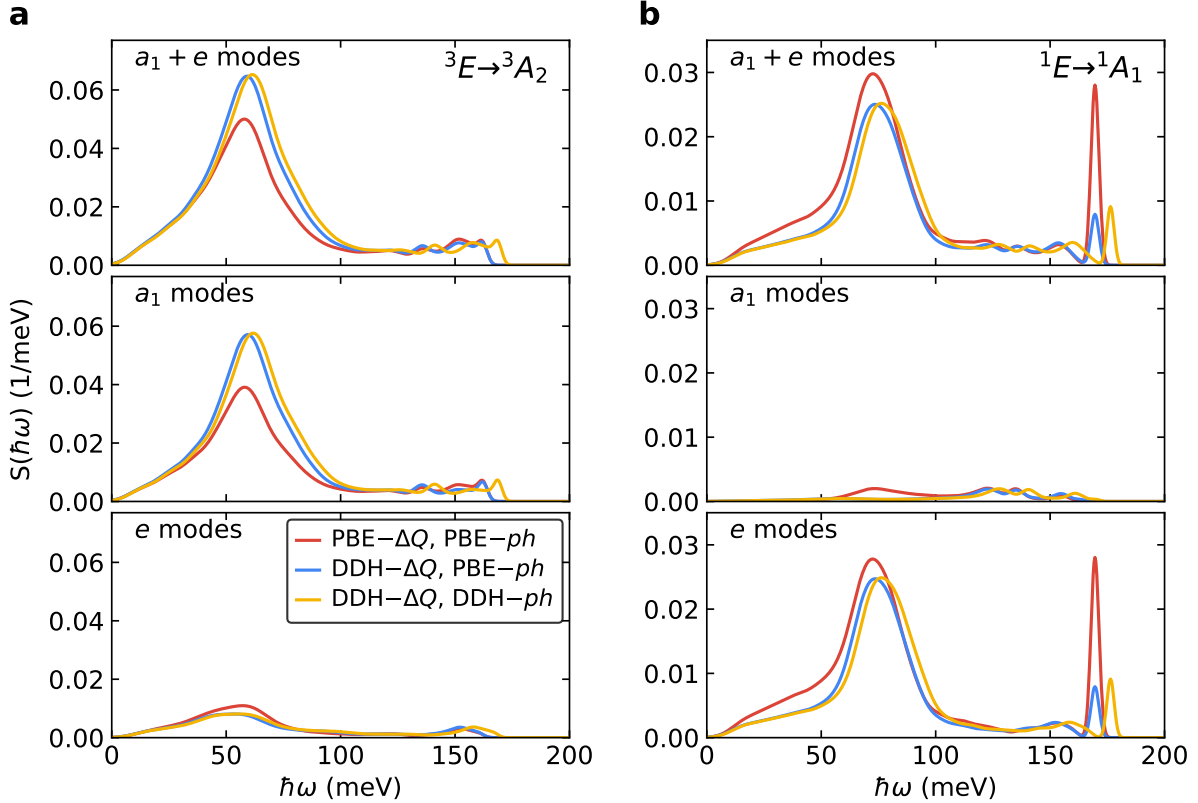 a
a₁ + e modes
³E→³A₂
0.06
0.04
0.02
0.00
a₁ modes
0.06
0.04
0.02
0.00
e modes
PBE−ΔQ, PBE−ph
DDH−ΔQ, PBE−ph
DDH−ΔQ, DDH−ph
0.06
0.04
0.02
0.00
0 50 100 150 200
ħω (meV)
S(ħω) (1/meV)
b
a₁ + e modes
¹E→¹A₁
0.03
0.02
0.01
0.00
a₁ modes
0.03
0.02
0.01
0.00
e modes
0.03
0.02
0.01
0.00
0 50 100 150 200
ħω (meV)